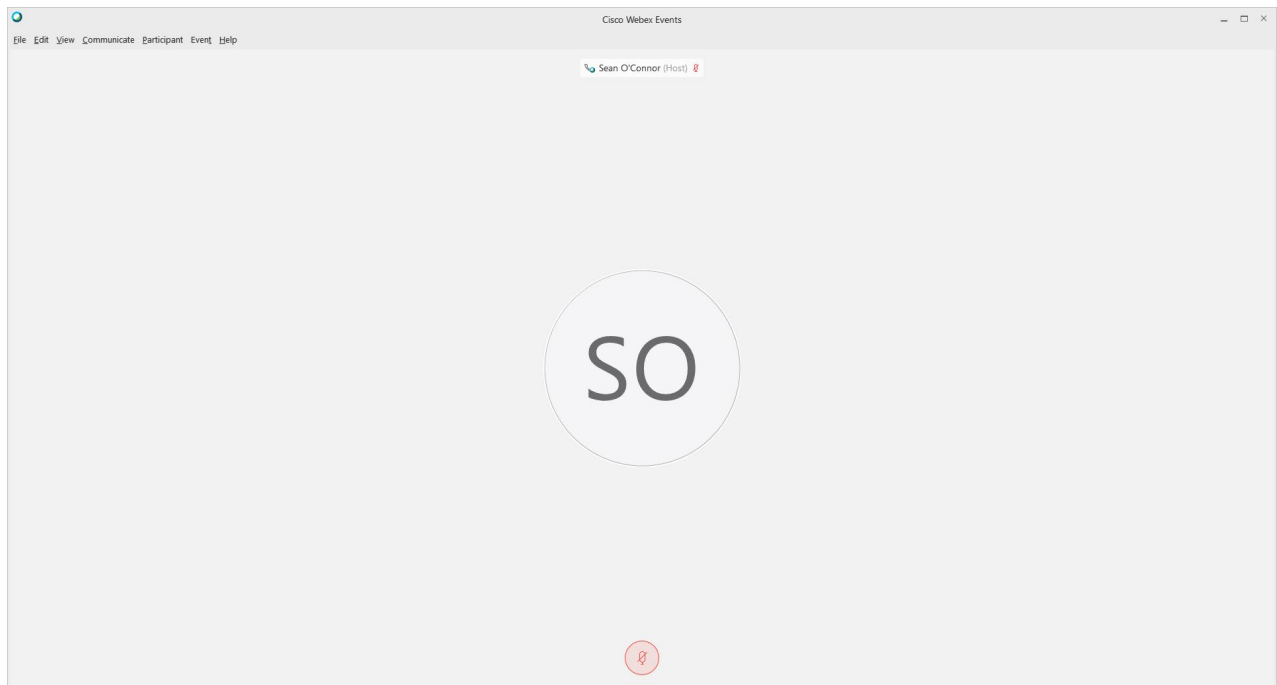 Cisco Webex Events
File Edit View Communicate Participant Event Help
Sean O'Connor (Host)
SO